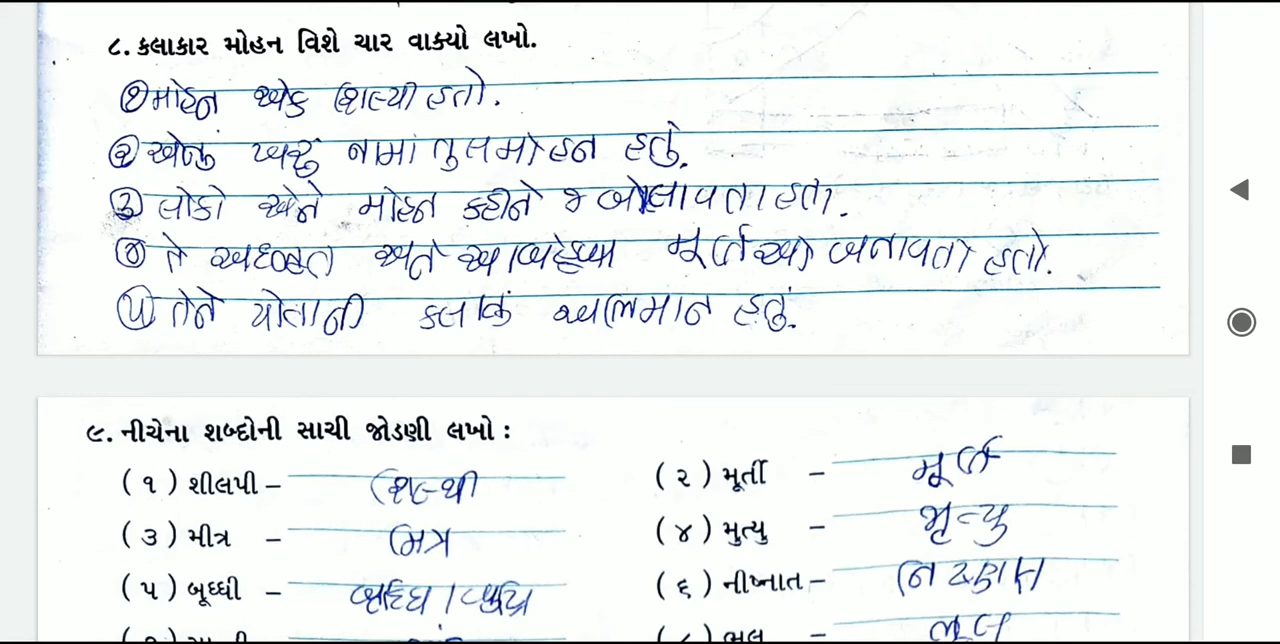 ૮. કલાકાર મોહન વિશે ચાર વાક્યો લખો.
① મોહન એક શિલ્પી હતો.
② એનું ખરું નામ તુલમોહન હતું.
③ લોકો એને મોહન કહીને જ બોલાવતા હતા.
④ તે અદ્ભુત અને આબેહૂબ મૂર્તિઓ બનાવતો હતો.
⑤ તેને પોતાની કલાનું અભિમાન હતું.
૯. નીચેના શબ્દોની સાચી જોડણી લખો :
(૧) શીલપી – શિલ્પી (૨) મૂર્તી – મૂર્તિ
(૩) મીત્ર – મિત્ર (૪) મુત્યુ – મૃત્યુ
(૫) બૂધ્ધી – બુદ્ધિ / બુદ્ધિ (૬) નીષ્નાત – નિષ્ણાત